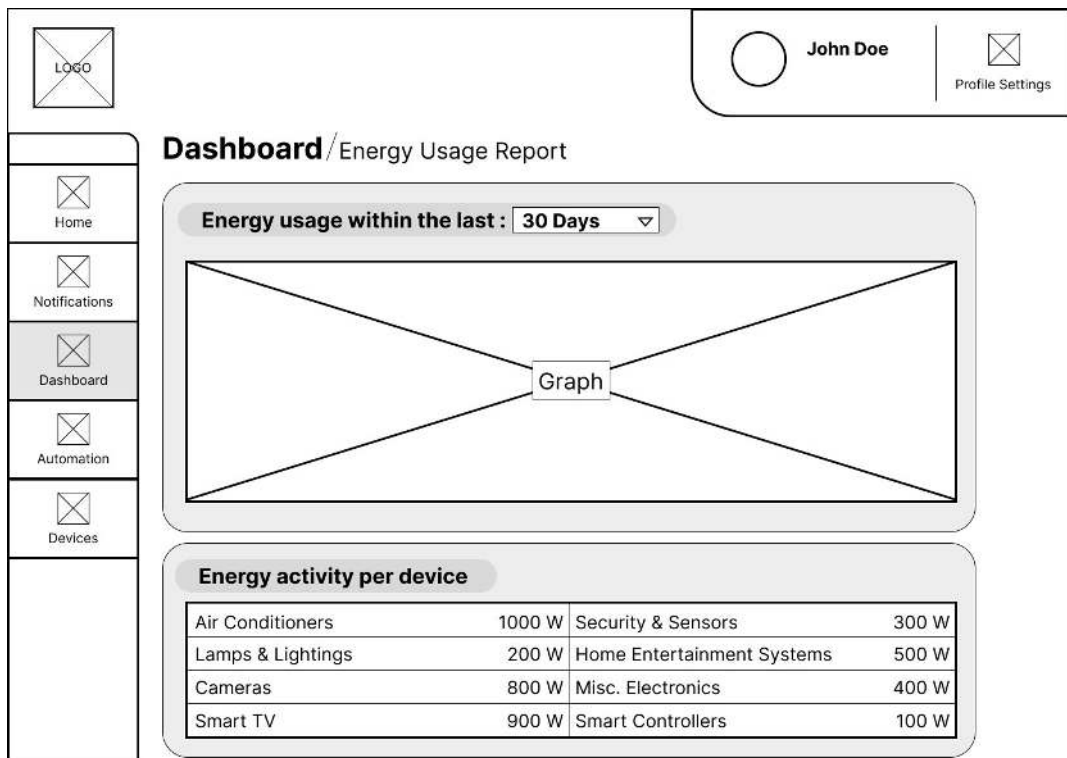 LOGO
John Doe
Profile Settings
Dashboard/Energy Usage Report
Home
Notifications
Dashboard
Automation
Devices
Energy usage within the last : 30 Days
Graph
Energy activity per device
Air Conditioners 1000 W Security & Sensors 300 W
Lamps & Lightings 200 W Home Entertainment Systems 500 W
Cameras 800 W Misc. Electronics 400 W
Smart TV 900 W Smart Controllers 100 W